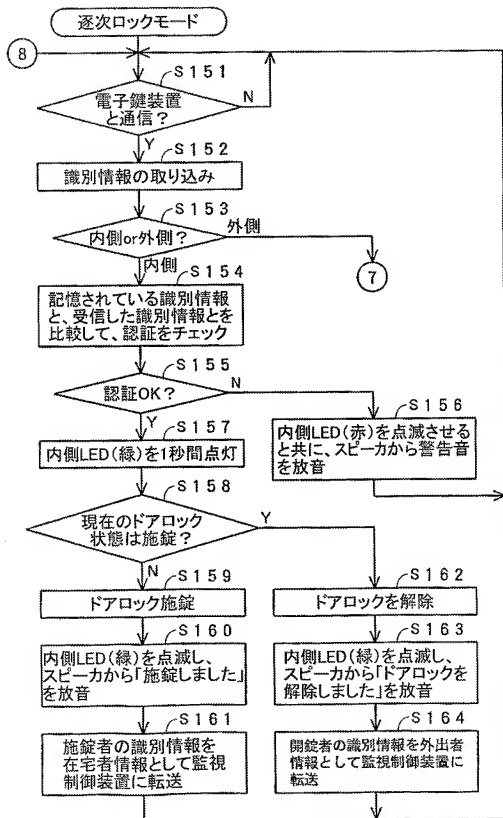 逐次ロックモード
8
S151
電子鍵装置
と通信？
N
Y
S152
識別情報の取り込み
S153
内側or外側？
外側
7
内側
S154
記憶されている識別情報
と、受信した識別情報とを
比較して、認証をチェック
S155
認証OK？
N
Y
S156
内側LED(赤)を点滅させる
と共に、スピーカから警告音
を放音
S157
内側LED(緑)を1秒間点灯
S158
現在のドアロック
状態は施錠？
Y
N
S159
ドアロック施錠
S160
内側LED(緑)を点滅し、
スピーカから「施錠しました」
を放音
S161
施錠者の識別情報を
在宅者情報として監視
制御装置に転送
S162
ドアロックを解除
S163
内側LED(緑)を点滅し、
スピーカから「ドアロックを
解除しました」を放音
S164
開錠者の識別情報を外出者
情報として監視制御装置に
転送